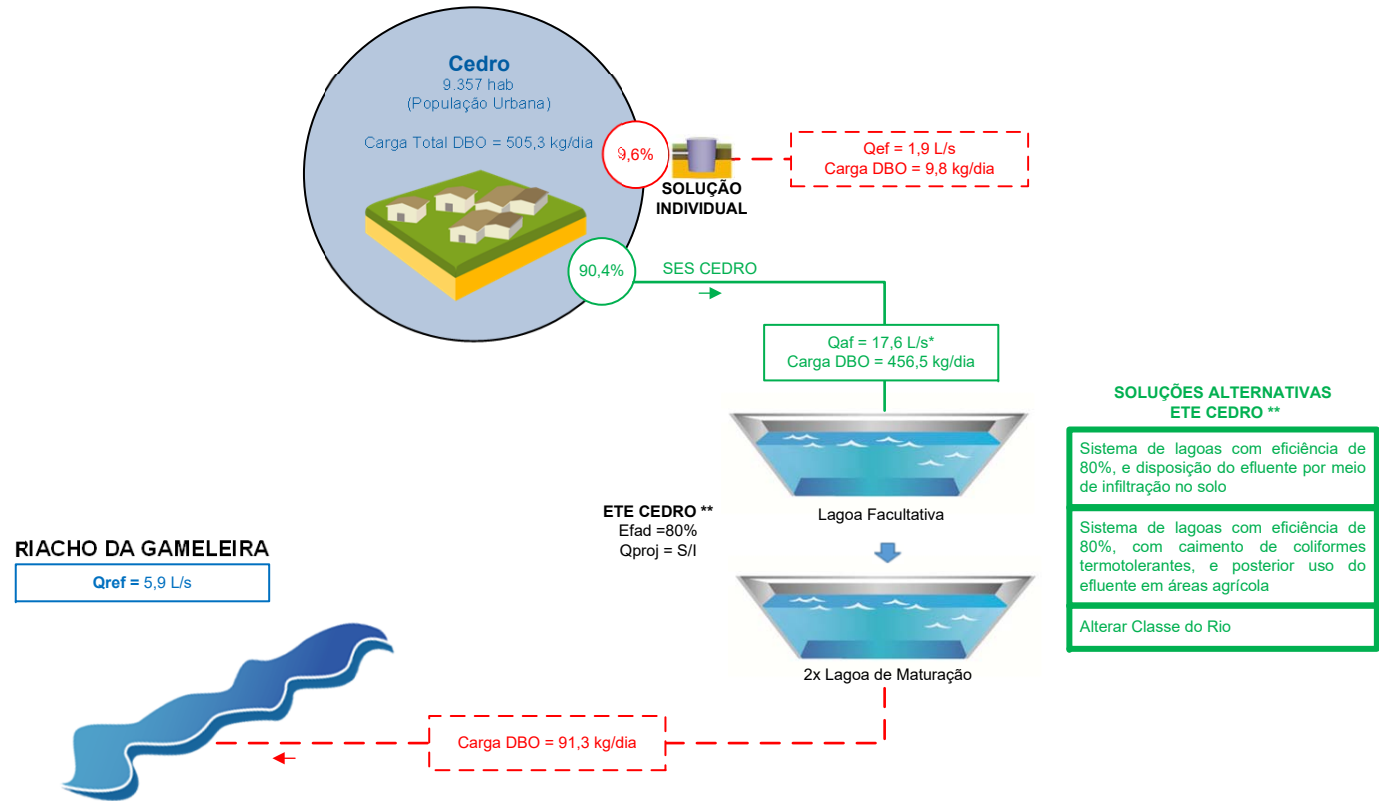 Cedro
9.357 hab
(População Urbana)
Carga Total DBO = 505,3 kg/dia
9,6%
SOLUÇÃO
INDIVIDUAL
Qef = 1,9 L/s
Carga DBO = 9,8 kg/dia
90,4%
SES CEDRO
Qaf = 17,6 L/s*
Carga DBO = 456,5 kg/dia
SOLUÇÕES ALTERNATIVAS
ETE CEDRO **
Sistema de lagoas com eficiência de
80%, e disposição do efluente por meio
de infiltração no solo
Sistema de lagoas com eficiência de
80%, com caimento de coliformes
termotolerantes, e posterior uso do
efluente em áreas agrícola
Alterar Classe do Rio
Lagoa Facultativa
ETE CEDRO **
Efad =80%
Qproj = S/I
2x Lagoa de Maturação
RIACHO DA GAMELEIRA
Qref = 5,9 L/s
Carga DBO = 91,3 kg/dia